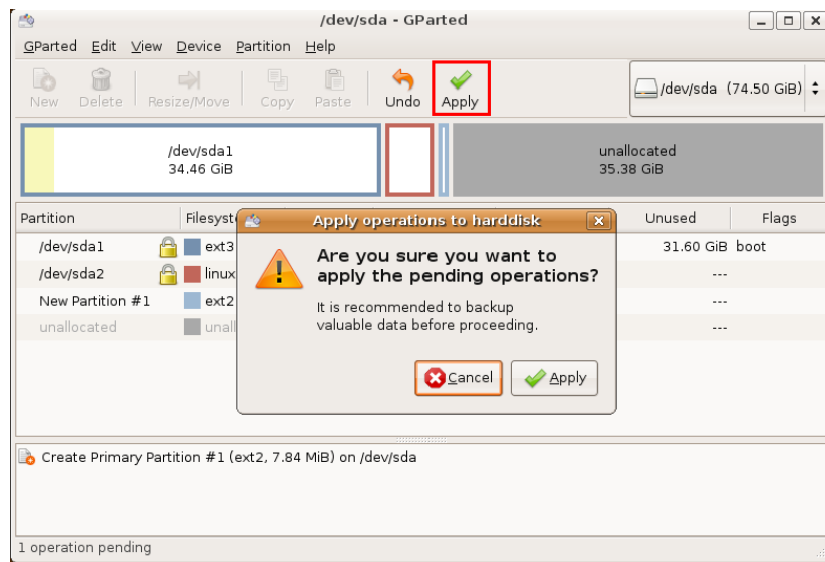 /dev/sda - GParted
GParted Edit View Device Partition Help
New Delete Resize/Move Copy Paste Undo Apply /dev/sda (74.50 GiB)
/dev/sda1
34.46 GiB
unallocated
35.38 GiB
Partition Filesyst Unused Flags
/dev/sda1 ext3 31.60 GiB boot
/dev/sda2 linux ---
New Partition #1 ext2 ---
unallocated unall ---
Apply operations to harddisk
Are you sure you want to
apply the pending operations?
It is recommended to backup
valuable data before proceeding.
Cancel Apply
Create Primary Partition #1 (ext2, 7.84 MiB) on /dev/sda
1 operation pending